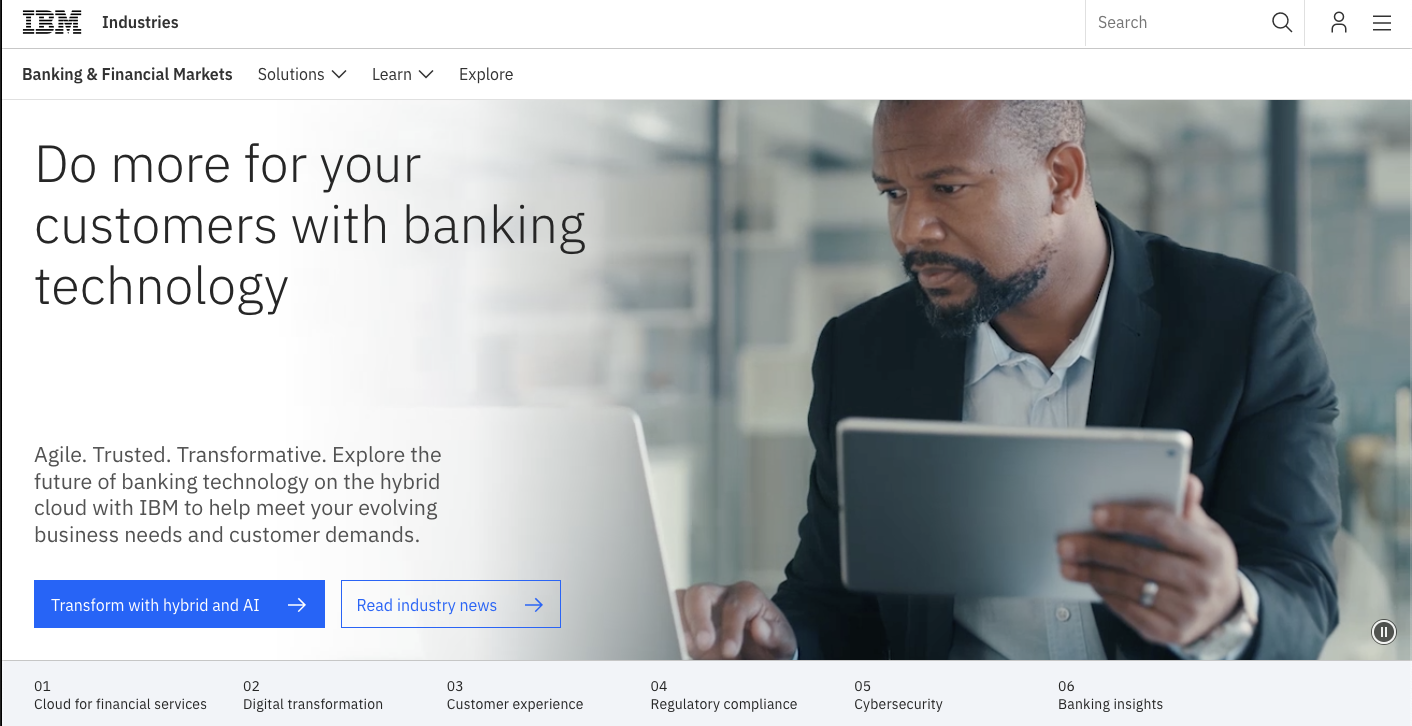 IBM Industries Search
Banking & Financial Markets Solutions Learn Explore
Do more for your
customers with banking
technology
Agile. Trusted. Transformative. Explore the
future of banking technology on the hybrid
cloud with IBM to help meet your evolving
business needs and customer demands.
Transform with hybrid and AI Read industry news
01 02 03 04 05 06
Cloud for financial services Digital transformation Customer experience Regulatory compliance Cybersecurity Banking insights